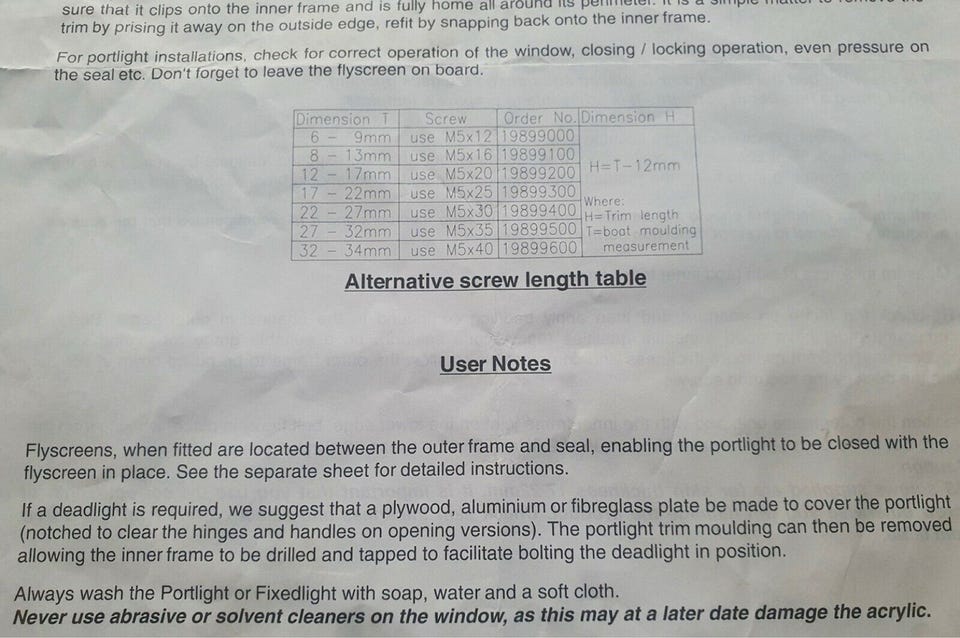 sure that it clips onto the inner frame and is fully home all around its perimeter. It is a simple matter to remove the
trim by prising it away on the outside edge, refit by snapping back onto the inner frame.
For portlight installations, check for correct operation of the window, closing / locking operation, even pressure on
the seal etc. Don't forget to leave the flyscreen on board.
Dimension T Screw Order No. Dimension H
6 - 9mm use M5x12 19899000
8 - 13mm use M5x16 19899100
H=T-12mm
12 - 17mm use M5x20 19899200
17 - 22mm use M5x25 19899300
Where:
22 - 27mm use M5x30 19899400
H=Trim length
27 - 32mm use M5x35 19899500
T=boat moulding
32 - 34mm use M5x40 19899600
measurement
Alternative screw length table
User Notes
Flyscreens, when fitted are located between the outer frame and seal, enabling the portlight to be closed with the
flyscreen in place. See the separate sheet for detailed instructions.
If a deadlight is required, we suggest that a plywood, aluminium or fibreglass plate be made to cover the portlight
(notched to clear the hinges and handles on opening versions). The portlight trim moulding can then be removed
allowing the inner frame to be drilled and tapped to facilitate bolting the deadlight in position.
Always wash the Portlight or Fixedlight with soap, water and a soft cloth.
Never use abrasive or solvent cleaners on the window, as this may at a later date damage the acrylic.